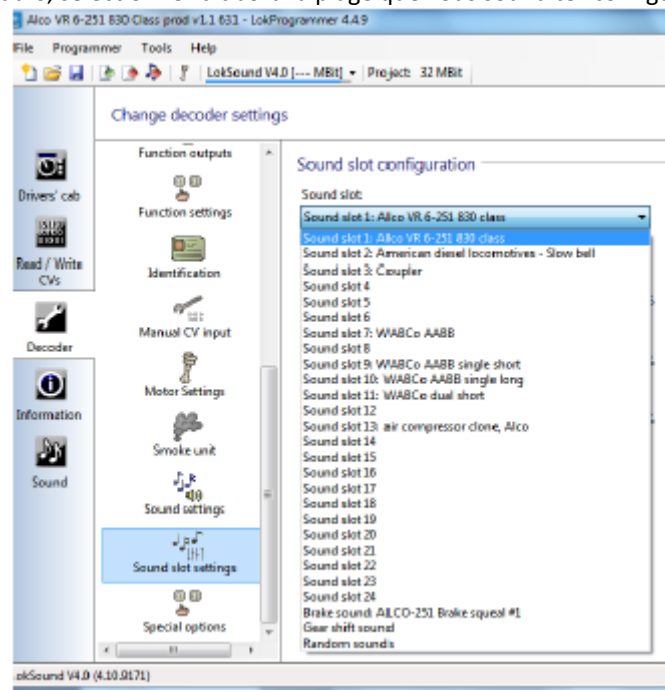 Alco VR 6-251 830 Class prod v1.1 631 - LokProgrammer 4.4.9
File Programmer Tools Help
LokSound V4.0 [--- MBit] Project: 32 MBit
Change decoder settings
Drivers' cab
Read / Write
CVs
Decoder
Information
Sound
Function outputs
Function settings
Identification
Manual CV input
Motor Settings
Smoke unit
Sound settings
Sound slot settings
Special options
Sound slot configuration
Sound slot:
Sound slot 1: Alco VR 6-251 830 class
Sound slot 1: Alco VR 6-251 830 class
Sound slot 2: American diesel locomotives - Slow bell
Sound slot 3: Coupler
Sound slot 4
Sound slot 5
Sound slot 6
Sound slot 7: WABCo AABB
Sound slot 8
Sound slot 9: WABCo AABB single short
Sound slot 10: WABCo AABB single long
Sound slot 11: WABCo dual short
Sound slot 12
Sound slot 13: air compressor clone, Alco
Sound slot 14
Sound slot 15
Sound slot 16
Sound slot 17
Sound slot 18
Sound slot 19
Sound slot 20
Sound slot 21
Sound slot 22
Sound slot 23
Sound slot 24
Brake sound: ALCO-251 Brake squeal #1
Gear shift sound
Random sounds
okSound V4.0 (4.10.9171)